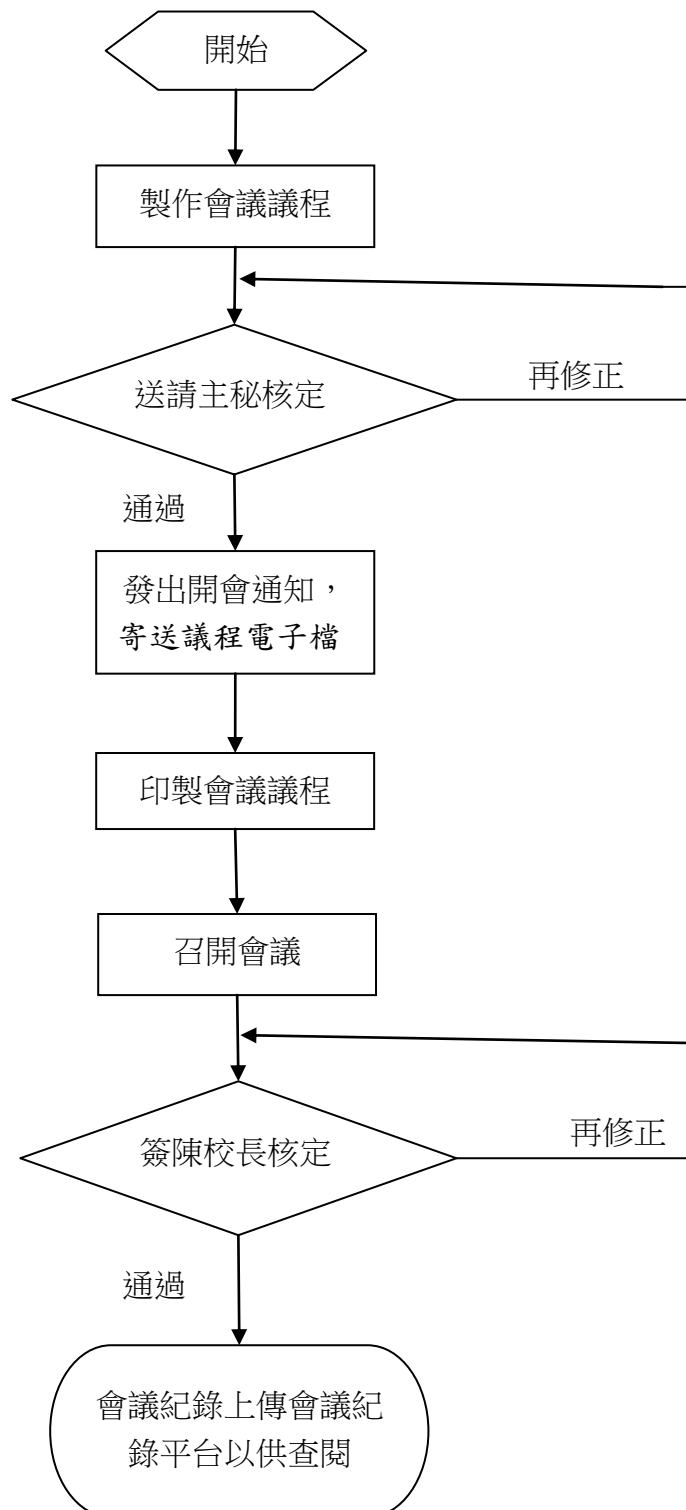 開始
製作會議議程
送請主秘核定
再修正
通過
發出開會通知，
寄送議程電子檔
印製會議議程
召開會議
簽陳校長核定
再修正
通過
會議紀錄上傳會議紀
錄平台以供查閱